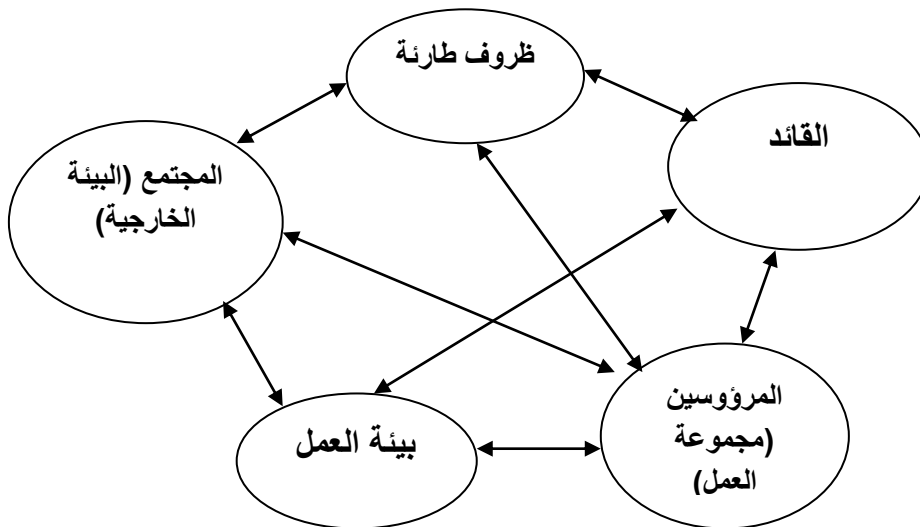 ظروف طارئة
القائد
المجتمع (البيئة
الخارجية)
المرؤوسين
(مجموعة
العمل)
بيئة العمل